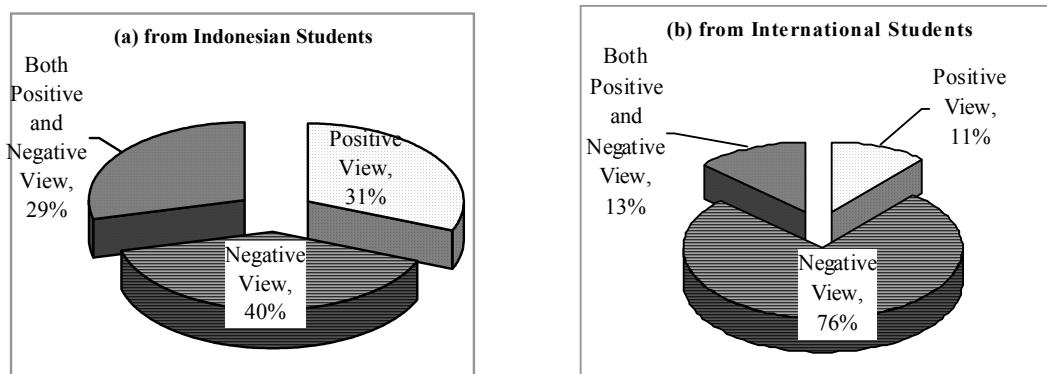 (a) from Indonesian Students
Both
Positive
and
Negative
View,
29%
Positive
View,
31%
Negative
View,
40%
(b) from International Students
Both
Positive and
Negative
View,
13%
Positive
View,
11%
Negative
View,
76%